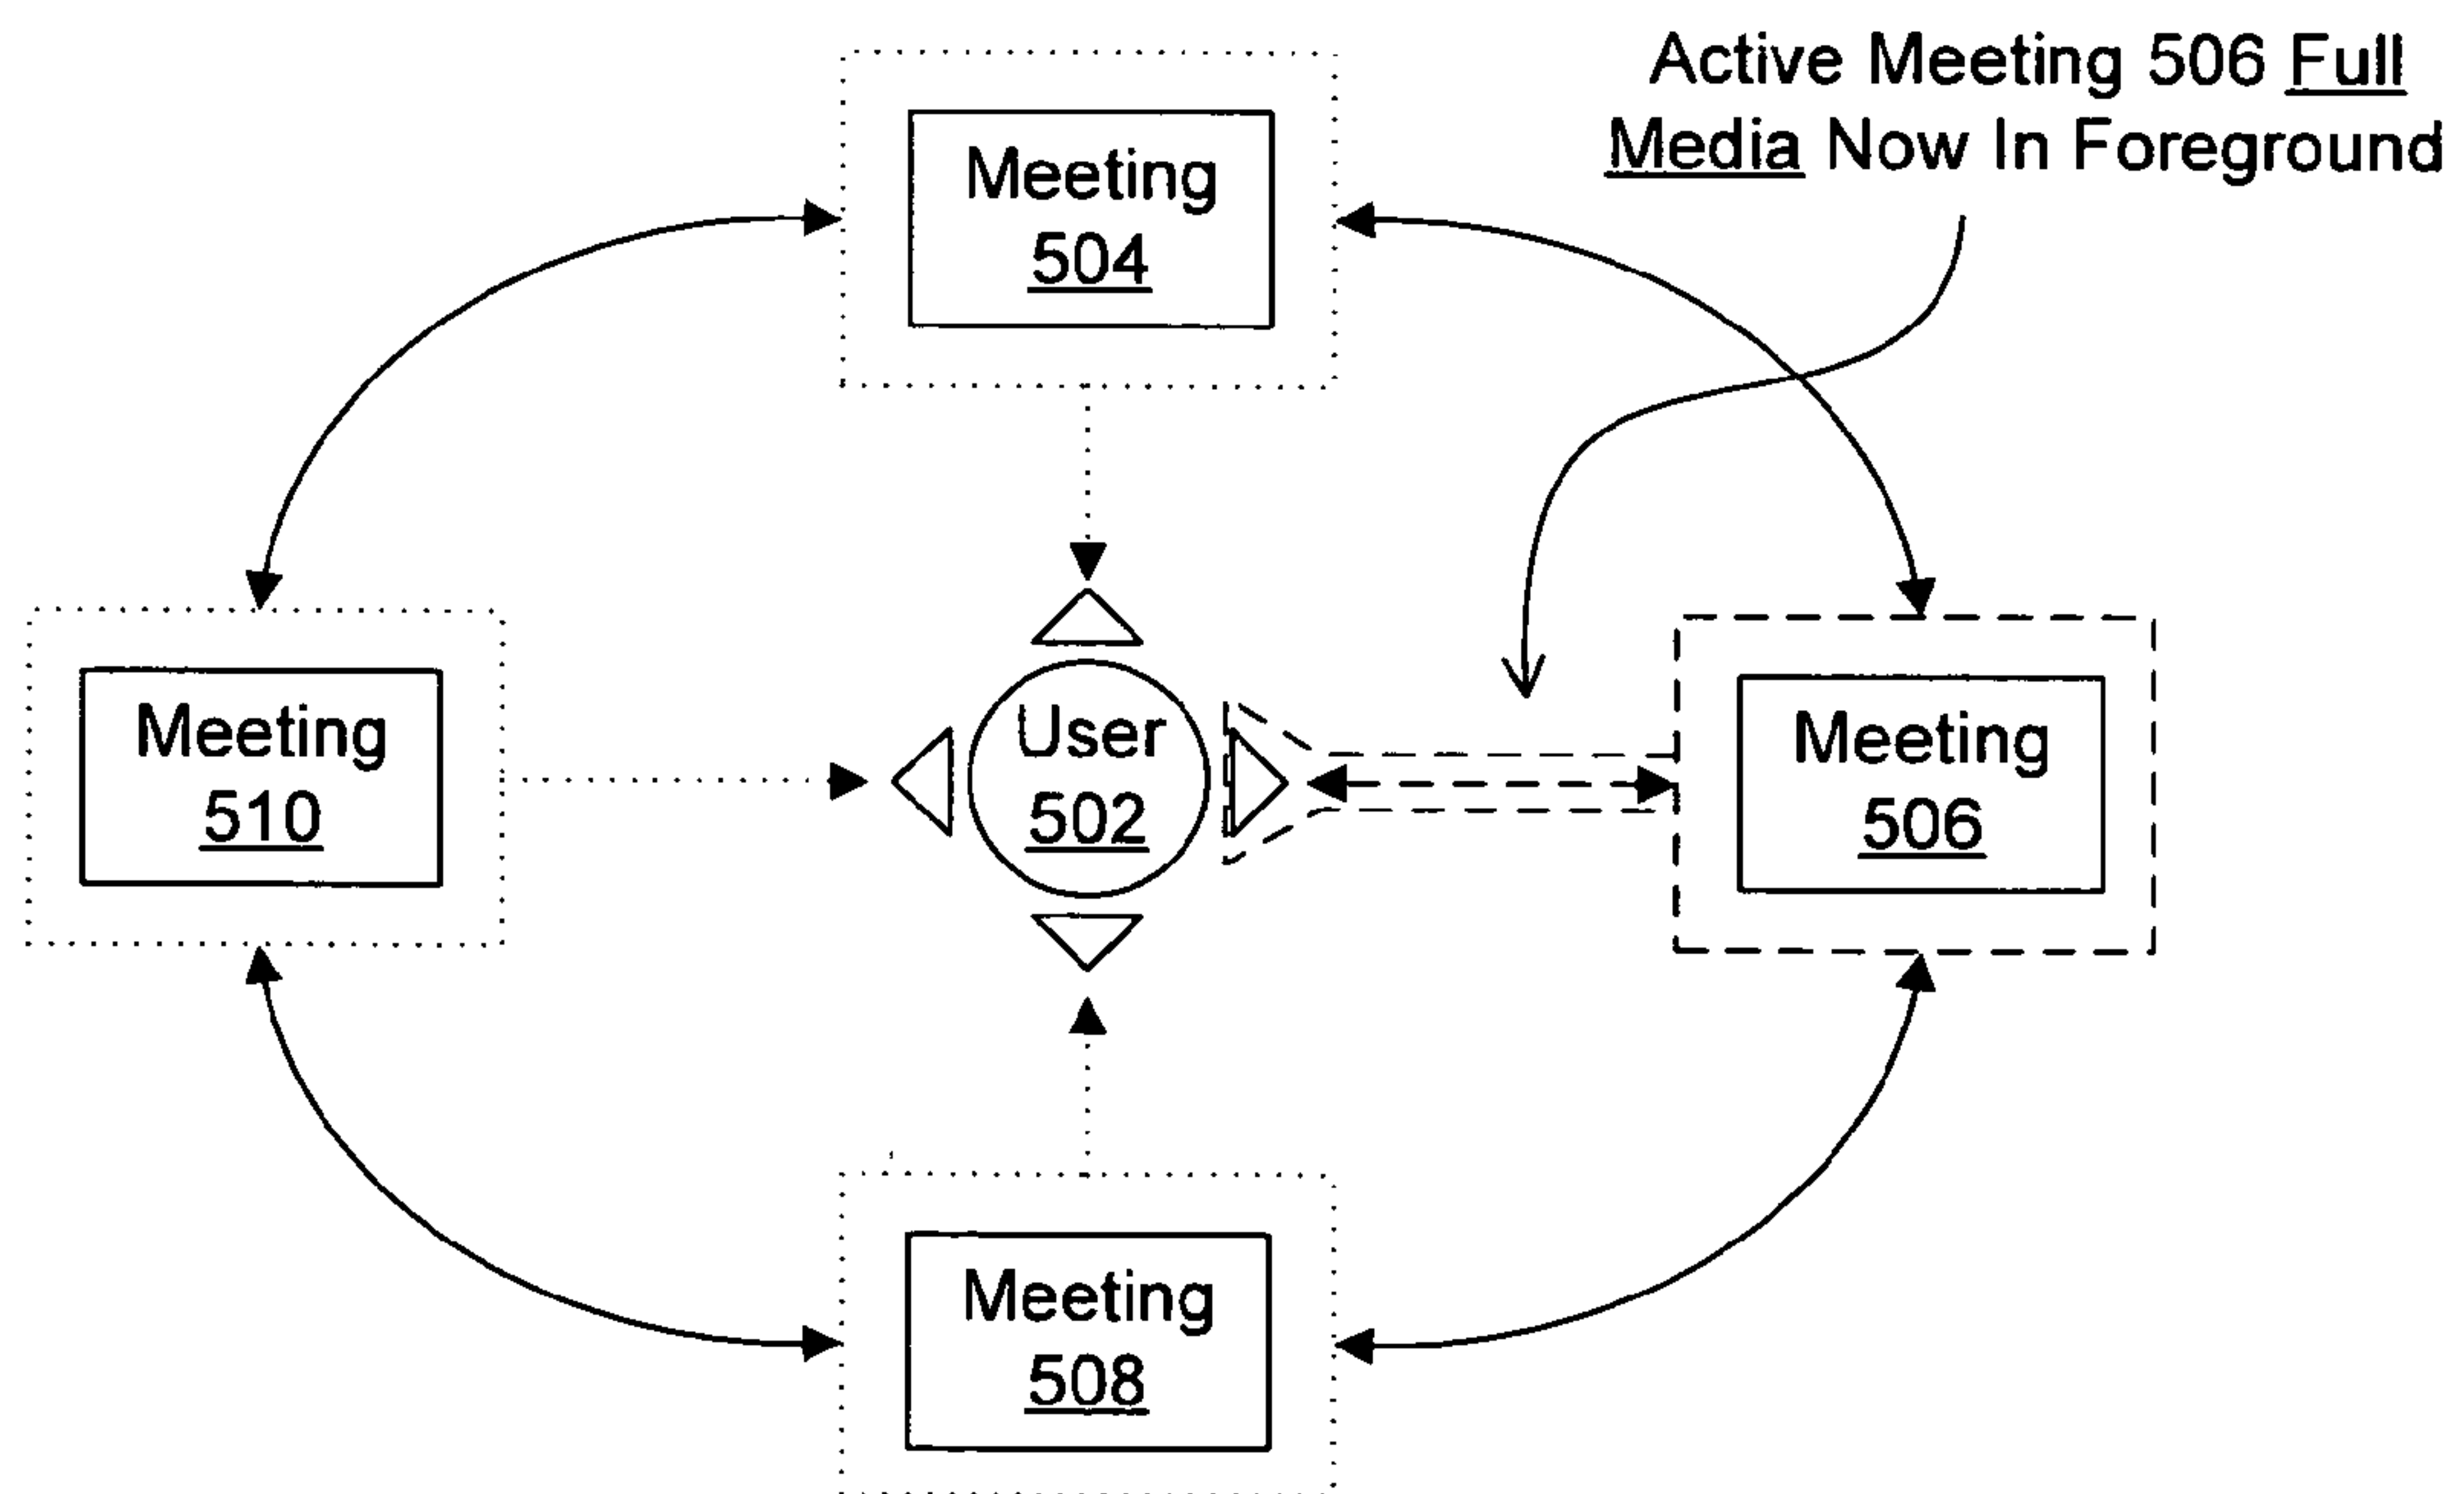 Active Meeting 506 Full
Media Now In Foreground
Meeting
504
Meeting
510
User
502
Meeting
506
Meeting
508